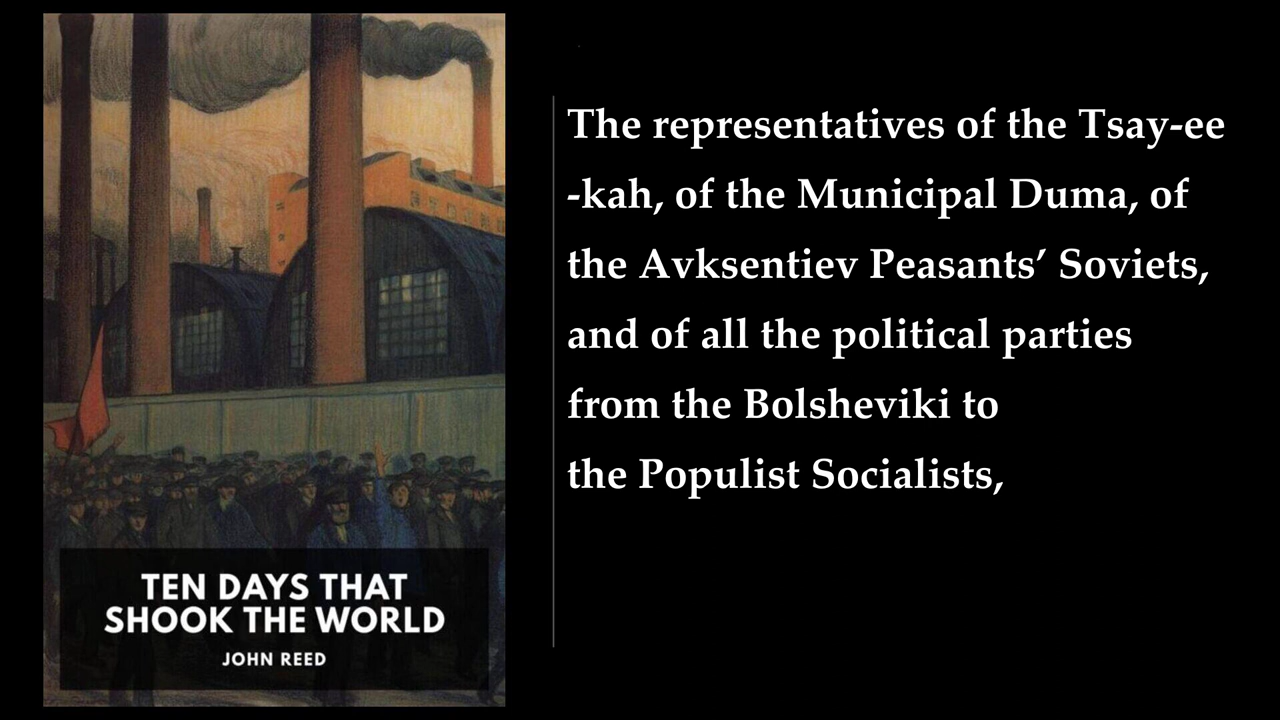 The representatives of the Tsay-ee
-kah, of the Municipal Duma, of
the Avksentiev Peasants’ Soviets,
and of all the political parties
from the Bolsheviki to
the Populist Socialists,
TEN DAYS THAT
SHOOK THE WORLD
JOHN REED